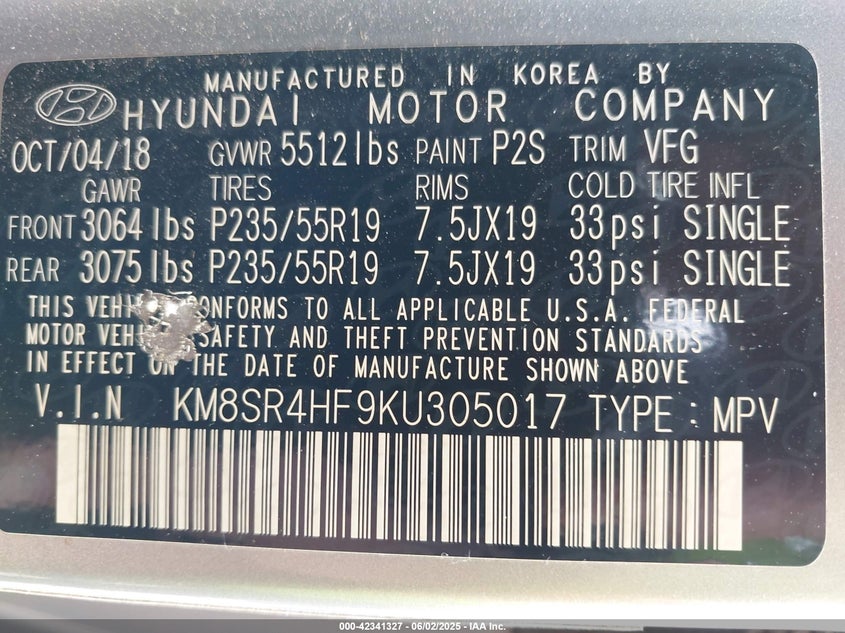 MANUFACTURED IN KOREA BY
HYUNDAI MOTOR COMPANY
OCT/04/18 GVWR 5512lbs PAINT P2S TRIM VFG
GAWR TIRES RIMS COLD TIRE INFL
FRONT 3064lbs P235/55R19 7.5JX19 33psi SINGLE
REAR 3075lbs P235/55R19 7.5JX19 33psi SINGLE
THIS CONFORMS TO ALL APPLICABLE U.S.A. FEDERAL
MOTOR SAFETY AND THEFT PREVENTION STANDARDS
IN EFFECT ON THE DATE OF MANUFACTURE SHOWN ABOVE
V.I.N KM8SR4HF9KU305017 TYPE : MPV
000-42341327 - 06/02/2025 - IAA Inc.